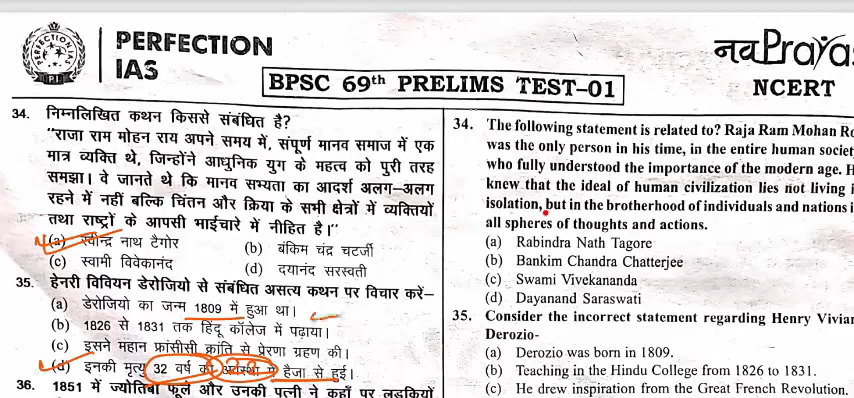 PERFECTION
IAS
BPSC 69th PRELIMS TEST–01
नवPrayas
NCERT
34. निम्नलिखित कथन किससे संबंधित है?
"राजा राम मोहन राय अपने समय में, संपूर्ण मानव समाज में एक
मात्र व्यक्ति थे, जिन्होंने आधुनिक युग के महत्व को पूरी तरह
समझा। वे जानते थे कि मानव सभ्यता का आदर्श अलग–अलग
रहने में नहीं बल्कि चिंतन और क्रिया के सभी क्षेत्रों में व्यक्तियों
तथा राष्ट्रों के आपसी भाईचारे में नीहित है।"
(a) रवीन्द्र नाथ टैगोर (b) बंकिम चंद्र चटर्जी
(c) स्वामी विवेकानंद (d) दयानंद सरस्वती
35. हेनरी विवियन डेरोजियो से संबंधित असत्य कथन पर विचार करें–
(a) डेरोजियो का जन्म 1809 में हुआ था।
(b) 1826 से 1831 तक हिंदू कॉलेज में पढ़ाया।
(c) इसने महान फ्रांसीसी क्रांति से प्रेरणा ग्रहण की।
(d) इनकी मृत्यु 32 वर्ष की अवस्था में हैजा से हुई।
36. 1851 में ज्योतिबा फूले और उनकी पत्नी ने कहाँ पर लड़कियों
34. The following statement is related to? Raja Ram Mohan
was the only person in his time, in the entire human
who fully understood the importance of the modern age.
knew that the ideal of human civilization lies not living
isolation, but in the brotherhood of individuals and nations
all spheres of thoughts and actions.
(a) Rabindra Nath Tagore
(b) Bankim Chandra Chatterjee
(c) Swami Vivekananda
(d) Dayanand Saraswati
35. Consider the incorrect statement regarding Henry
Derozio-
(a) Derozio was born in 1809.
(b) Teaching in the Hindu College from 1826 to 1831.
(c) He drew inspiration from the Great French Revolution.